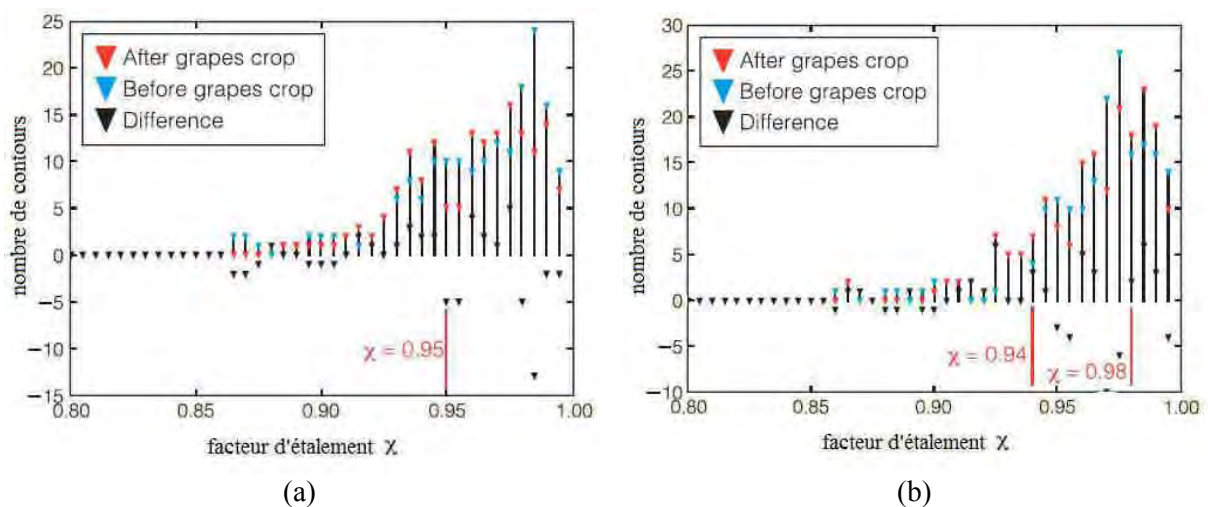 25
20
15
10
5
0
−5
−10
−15
nombre de contours
After grapes crop
Before grapes crop
Difference
χ = 0.95
0.80
0.85
0.90
0.95
1.00
facteur d'étalement χ
(a)
30
25
20
15
10
5
0
−5
−10
nombre de contours
After grapes crop
Before grapes crop
Difference
χ = 0.94
χ = 0.98
0.80
0.85
0.90
0.95
1.00
facteur d'étalement χ
(b)